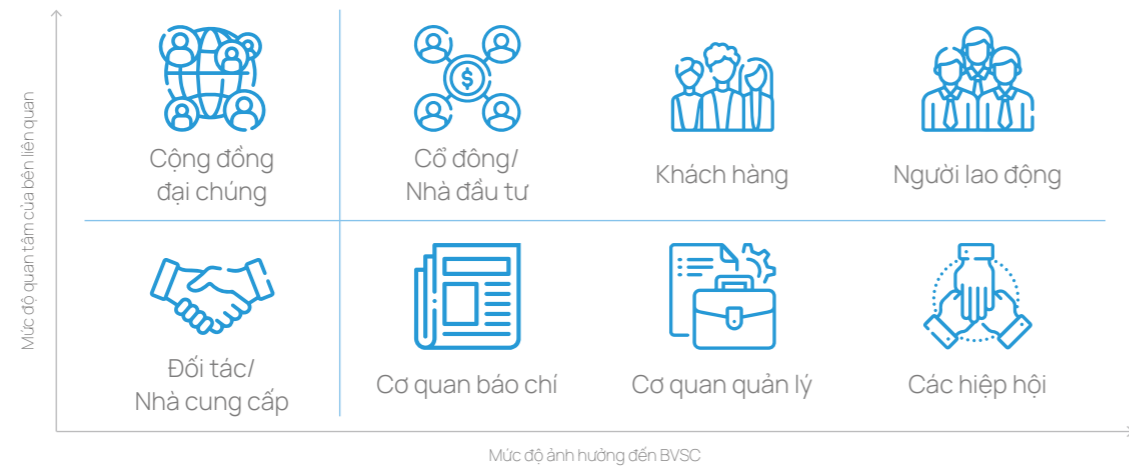 Mức độ quan tâm của bên liên quan
Cộng đồng
đại chúng
Cổ đông/
Nhà đầu tư
Khách hàng
Người lao động
Đối tác/
Nhà cung cấp
Cơ quan báo chí
Cơ quan quản lý
Các hiệp hội
Mức độ ảnh hưởng đến BVSC